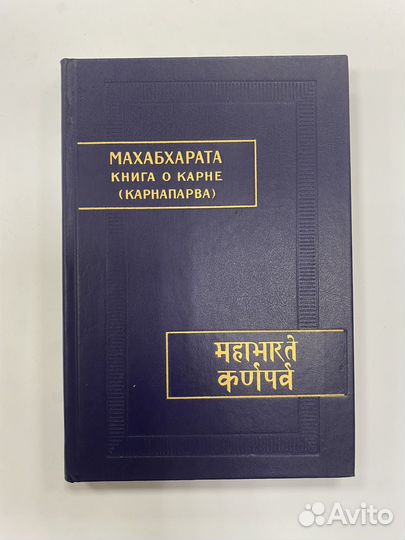 МАХАБХАРАТА
КНИГА О КАРНЕ
(КАРНАПАРВА)
महाभारते
कर्णपर्व
Avito